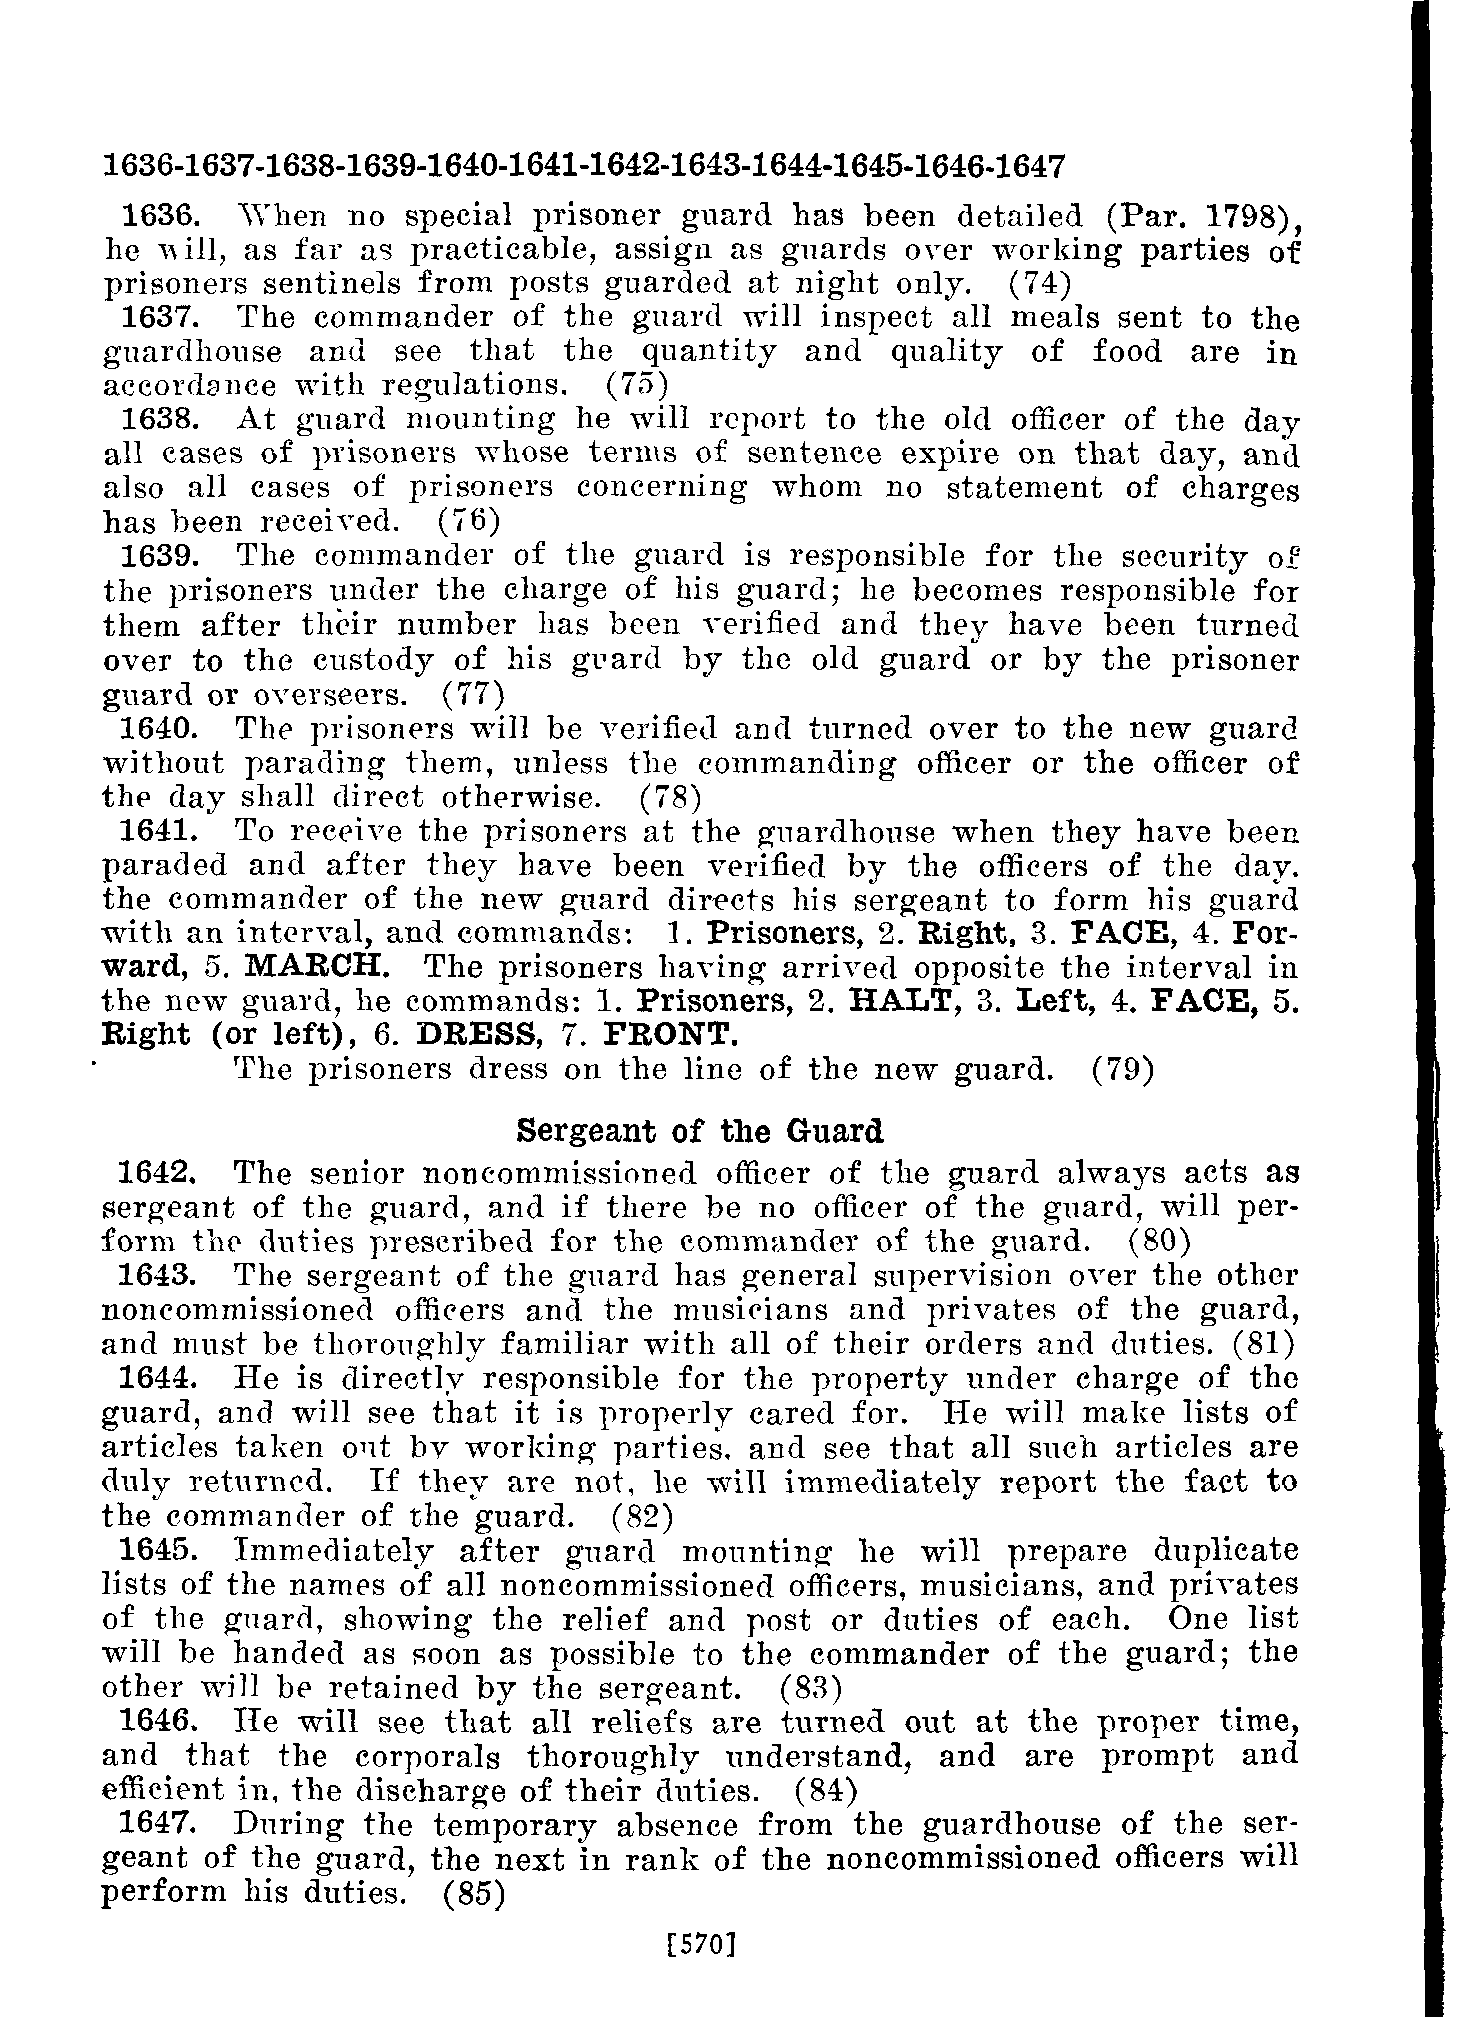 1636-1637-1638-1639-1640-1641-1642-1643-1644-1645-1646-1647
1636. When no special prisoner guard has been detailed (Par. 1798),
he will, as far as practicable, assign as guards over working parties of
prisoners sentinels from posts guarded at night only. (74)
1637. The commander of the guard will inspect all meals sent to the
guardhouse and see that the quantity and quality of food are in
accordance with regulations. (75)
1638. At guard mounting he will report to the old officer of the day
all cases of prisoners whose terms of sentence expire on that day, and
also all cases of prisoners concerning whom no statement of charges
has been received. (76)
1639. The commander of the guard is responsible for the security of
the prisoners under the charge of his guard; he becomes responsible for
them after their number has been verified and they have been turned
over to the custody of his guard by the old guard or by the prisoner
guard or overseers. (77)
1640. The prisoners will be verified and turned over to the new guard
without parading them, unless the commanding officer or the officer of
the day shall direct otherwise. (78)
1641. To receive the prisoners at the guardhouse when they have been
paraded and after they have been verified by the officers of the day.
the commander of the new guard directs his sergeant to form his guard
with an interval, and commands: 1. Prisoners, 2. Right, 3. FACE, 4. For-
ward, 5. MARCH. The prisoners having arrived opposite the interval in
the new guard, he commands: 1. Prisoners, 2. HALT, 3. Left, 4. FACE, 5.
Right (or left), 6. DRESS, 7. FRONT.
The prisoners dress on the line of the new guard. (79)
Sergeant of the Guard
1642. The senior noncommissioned officer of the guard always acts as
sergeant of the guard, and if there be no officer of the guard, will per-
form the duties prescribed for the commander of the guard. (80)
1643. The sergeant of the guard has general supervision over the other
noncommissioned officers and the musicians and privates of the guard,
and must be thoroughly familiar with all of their orders and duties. (81)
1644. He is directly responsible for the property under charge of the
guard, and will see that it is properly cared for. He will make lists of
articles taken out by working parties, and see that all such articles are
duly returned. If they are not, he will immediately report the fact to
the commander of the guard. (82)
1645. Immediately after guard mounting he will prepare duplicate
lists of the names of all noncommissioned officers, musicians, and privates
of the guard, showing the relief and post or duties of each. One list
will be handed as soon as possible to the commander of the guard; the
other will be retained by the sergeant. (83)
1646. He will see that all reliefs are turned out at the proper time,
and that the corporals thoroughly understand, and are prompt and
efficient in, the discharge of their duties. (84)
1647. During the temporary absence from the guardhouse of the ser-
geant of the guard, the next in rank of the noncommissioned officers will
perform his duties. (85)
[570]